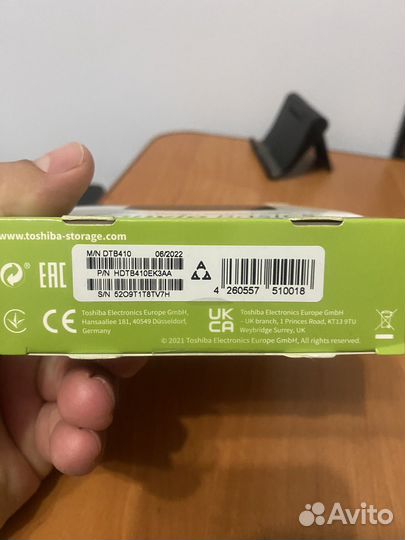 www.toshiba-storage.com
M/N DTB410 06/2022
P/N HDTB410EK3AA
S/N 52O9T1T8TV7H
4 260557 510018
EAC
CE
Toshiba Electronics Europe GmbH,
Hansaallee 181, 40549 Düsseldorf,
Germany
UK
CA
Toshiba Electronics Europe GmbH
– UK branch, 1 Princes Road, KT13 9TU
Weybridge Surrey, UK
© 2021 Toshiba Electronics Europe GmbH, All rights reserved.
Avito